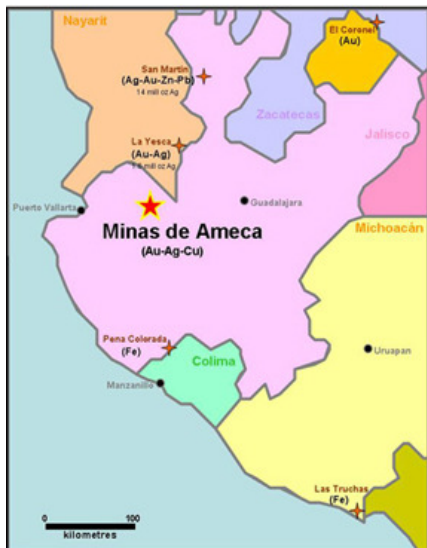 Nayarit
El Coronel
(Au)
San Martin
(Ag-Au-Zn-Pb)
14 mill oz Ag
Zacatecas
Jalisco
La Yesca
(Au-Ag)
Puerto Vallarta
Guadalajara
Minas de Ameca
(Au-Ag-Cu)
Michoacán
Pena Colorada
(Fe)
Colima
Uruapan
Manzanillo
Las Truchas
(Fe)
0 100
kilometres